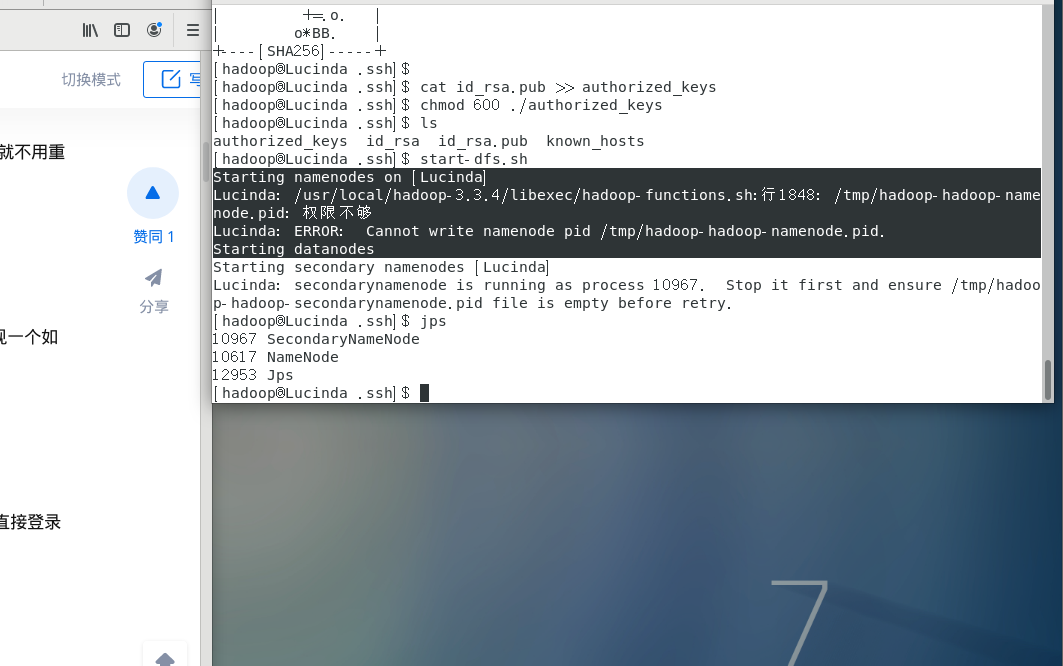 切换模式
写
就不用重
赞同 1
分享
观一个如
直接登录
|          +=.o.   |
|         o*BB.    |
+----[SHA256]-----+
[hadoop@Lucinda .ssh]$
[hadoop@Lucinda .ssh]$ cat id_rsa.pub >> authorized_keys
[hadoop@Lucinda .ssh]$ chmod 600 ./authorized_keys
[hadoop@Lucinda .ssh]$ ls
authorized_keys  id_rsa  id_rsa.pub  known_hosts
[hadoop@Lucinda .ssh]$ start-dfs.sh
Starting namenodes on [Lucinda]
Lucinda: /usr/local/hadoop-3.3.4/libexec/hadoop-functions.sh:行1848: /tmp/hadoop-hadoop-name
node.pid: 权限不够
Lucinda: ERROR:  Cannot write namenode pid /tmp/hadoop-hadoop-namenode.pid.
Starting datanodes
Starting secondary namenodes [Lucinda]
Lucinda: secondarynamenode is running as process 10967.  Stop it first and ensure /tmp/hadoo
p-hadoop-secondarynamenode.pid file is empty before retry.
[hadoop@Lucinda .ssh]$ jps
10967 SecondaryNameNode
10617 NameNode
12953 Jps
[hadoop@Lucinda .ssh]$
7